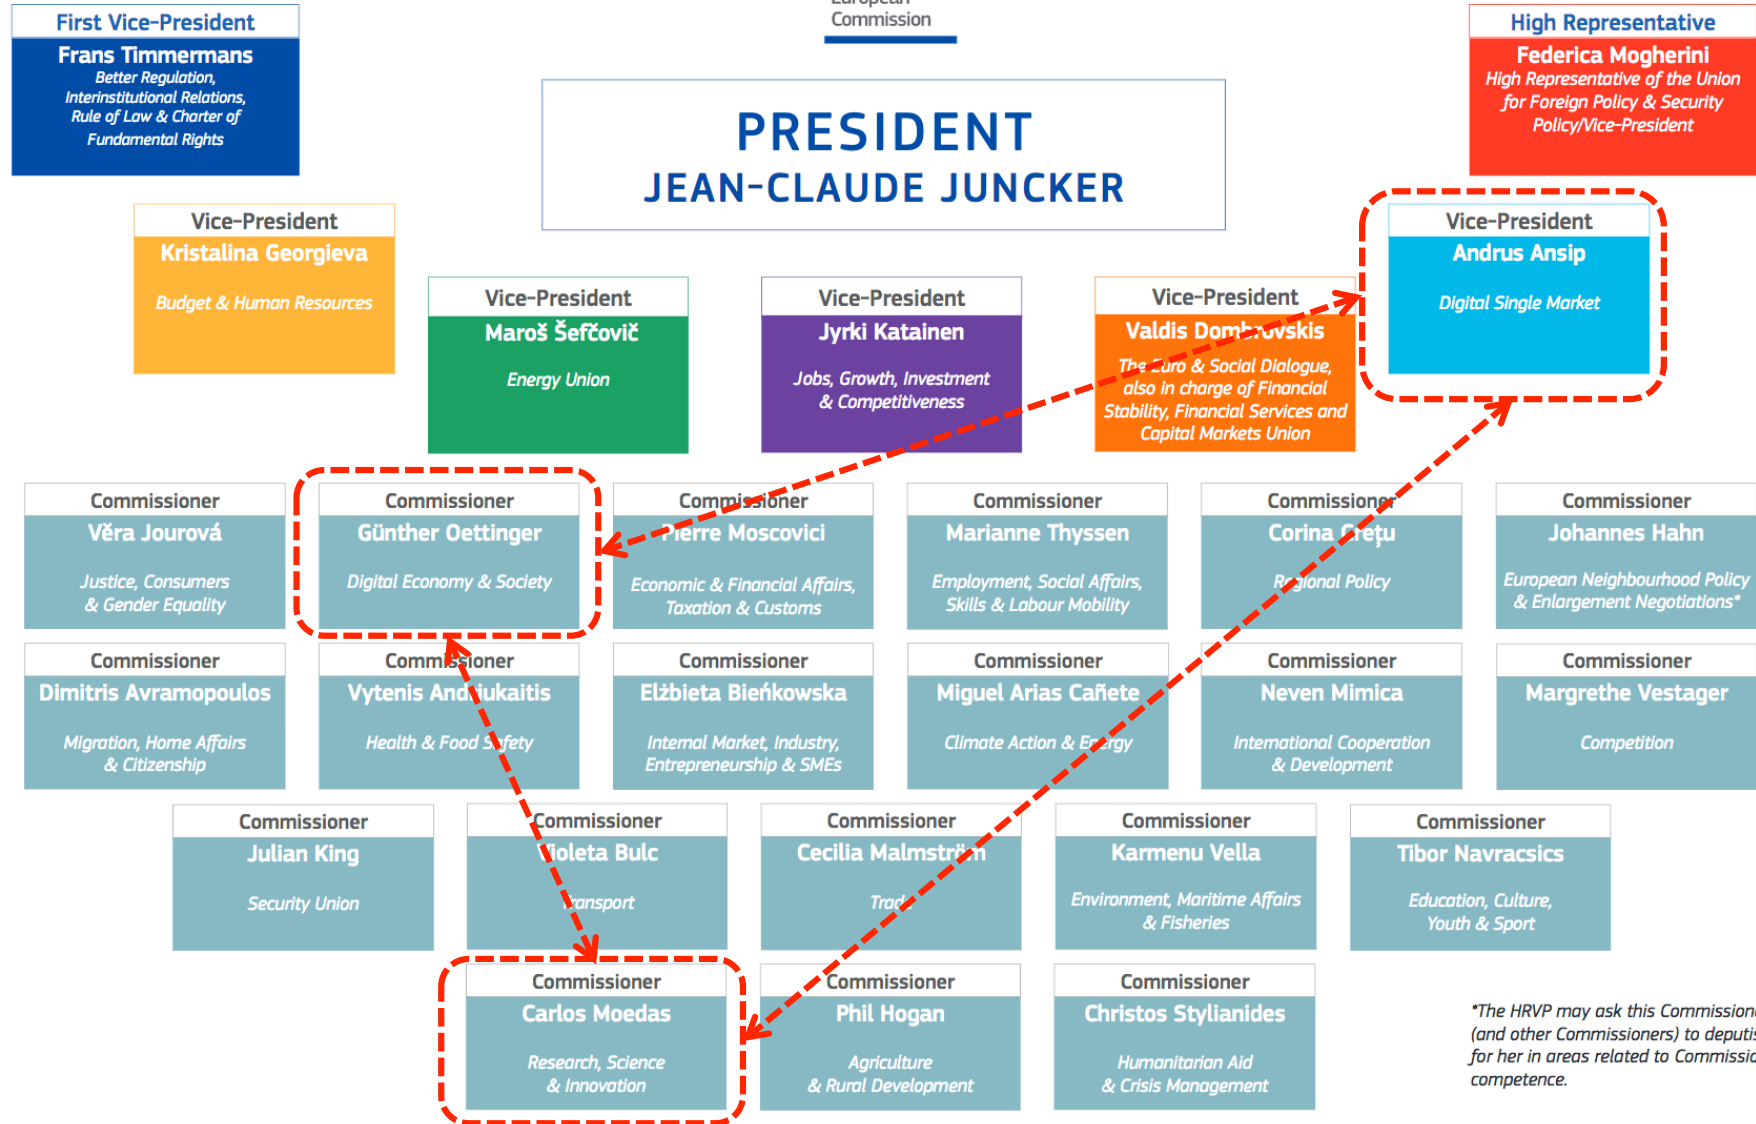 European
Commission
First Vice-President
Frans Timmermans
Better Regulation,
Interinstitutional Relations,
Rule of Law & Charter of
Fundamental Rights
High Representative
Federica Mogherini
High Representative of the Union
for Foreign Policy & Security
Policy/Vice-President
PRESIDENT
JEAN-CLAUDE JUNCKER
Vice-President
Kristalina Georgieva
Budget & Human Resources
Vice-President
Maroš Šefčovič
Energy Union
Vice-President
Jyrki Katainen
Jobs, Growth, Investment
& Competitiveness
Vice-President
Valdis Dombrovskis
The Euro & Social Dialogue,
also in charge of Financial
Stability, Financial Services and
Capital Markets Union
Vice-President
Andrus Ansip
Digital Single Market
Commissioner
Věra Jourová
Justice, Consumers
& Gender Equality
Commissioner
Günther Oettinger
Digital Economy & Society
Commissioner
Pierre Moscovici
Economic & Financial Affairs,
Taxation & Customs
Commissioner
Marianne Thyssen
Employment, Social Affairs,
Skills & Labour Mobility
Commissioner
Corina Crețu
Regional Policy
Commissioner
Johannes Hahn
European Neighbourhood Policy
& Enlargement Negotiations*
Commissioner
Dimitris Avramopoulos
Migration, Home Affairs
& Citizenship
Commissioner
Vytenis Andriukaitis
Health & Food Safety
Commissioner
Elżbieta Bieńkowska
Internal Market, Industry,
Entrepreneurship & SMEs
Commissioner
Miguel Arias Cañete
Climate Action & Energy
Commissioner
Neven Mimica
International Cooperation
& Development
Commissioner
Margrethe Vestager
Competition
Commissioner
Julian King
Security Union
Commissioner
Violeta Bulc
Transport
Commissioner
Cecilia Malmström
Trade
Commissioner
Karmenu Vella
Environment, Maritime Affairs
& Fisheries
Commissioner
Tibor Navracsics
Education, Culture,
Youth & Sport
Commissioner
Carlos Moedas
Research, Science
& Innovation
Commissioner
Phil Hogan
Agriculture
& Rural Development
Commissioner
Christos Stylianides
Humanitarian Aid
& Crisis Management
*The HRVP may ask this Commissione
(and other Commissioners) to deputis
for her in areas related to Commissio
competence.